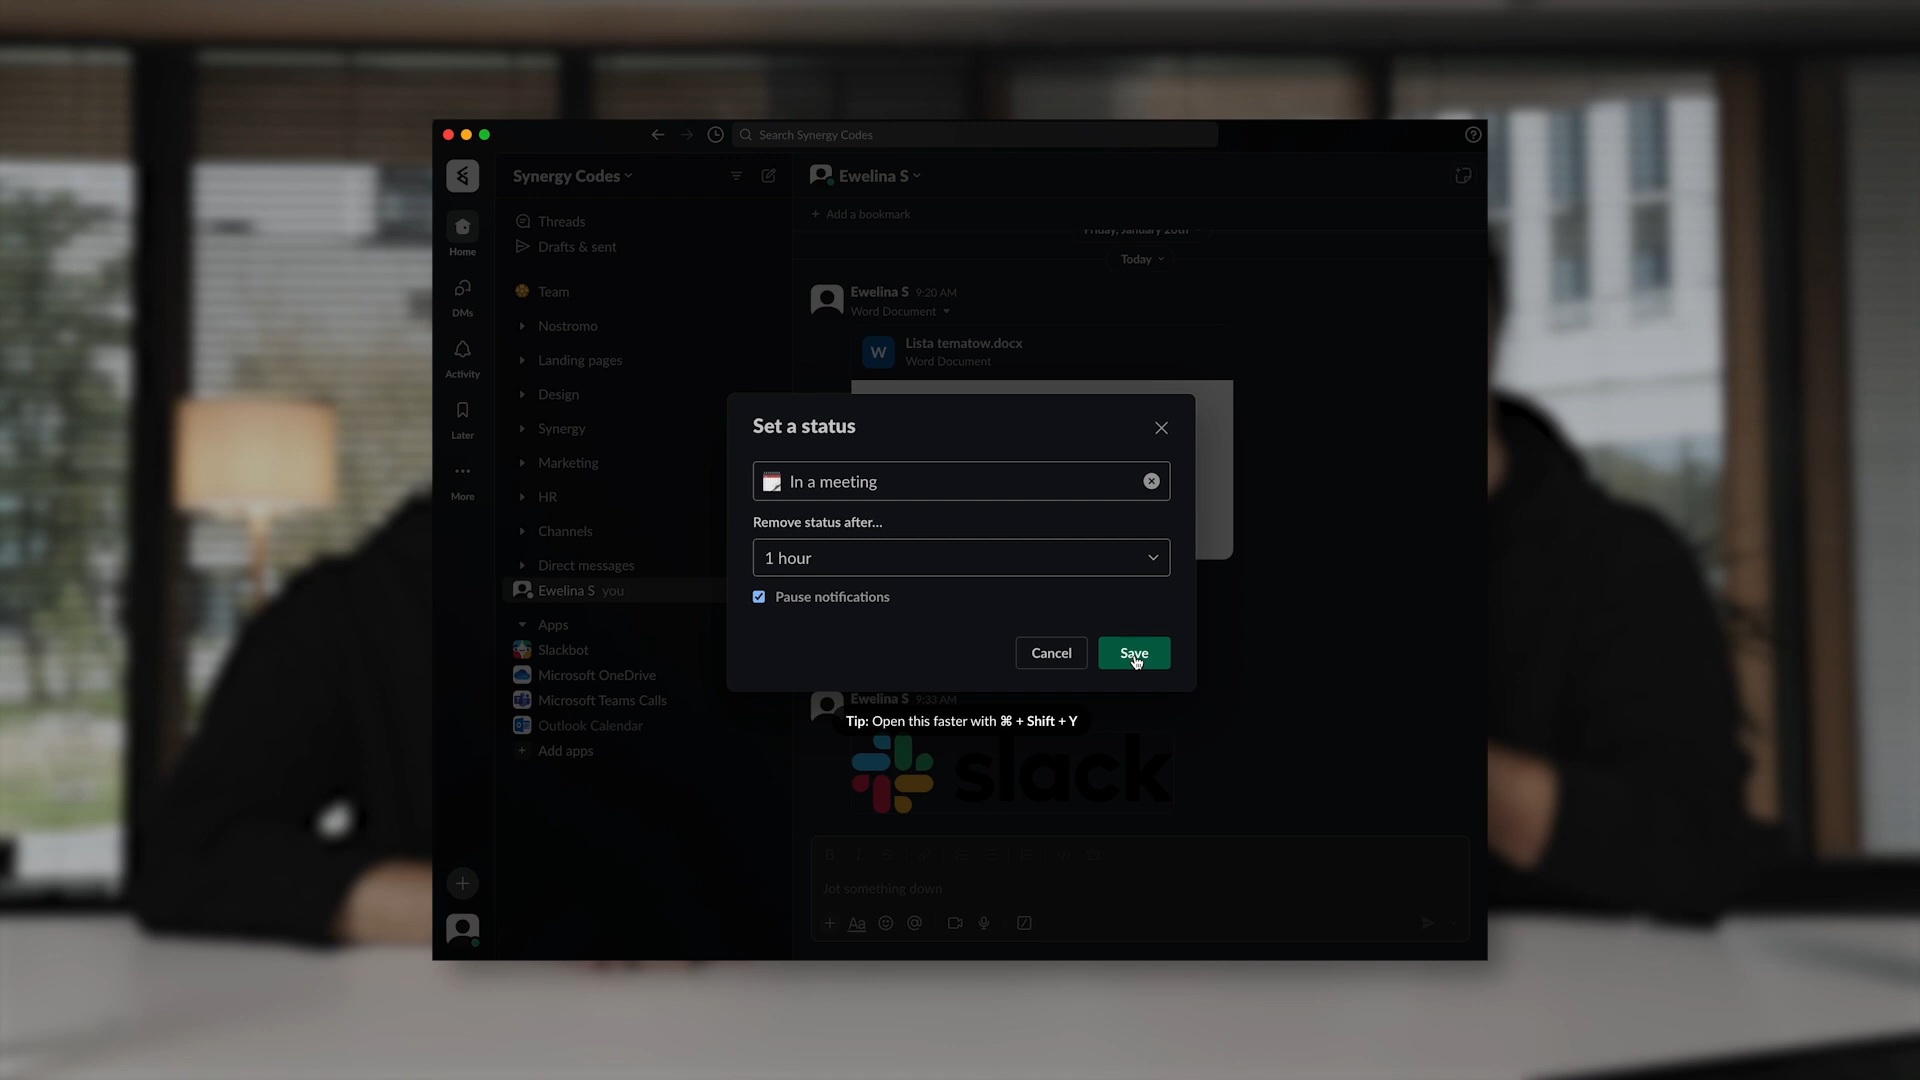 Search Synergy Codes
Synergy Codes
Ewelina S
Add a bookmark
Home
Threads
Drafts & sent
Friday, January 26th
Today
DMs
Team
Ewelina S 9:20 AM
Word Document
Nostromo
Lista tematow.docx
Word Document
Landing pages
Activity
Design
Synergy
Later
Marketing
More
HR
Channels
Direct messages
Ewelina S you
Apps
Slackbot
Microsoft OneDrive
Microsoft Teams Calls
Outlook Calendar
Add apps
Set a status
In a meeting
Remove status after...
1 hour
Pause notifications
Cancel
Save
Ewelina S 9:33 AM
Tip: Open this faster with ⌘ + Shift + Y
slack
Jot something down
Aa